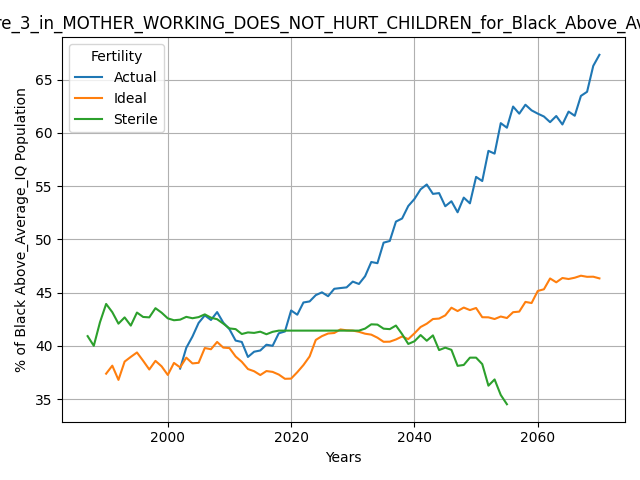 re_3_in_MOTHER_WORKING_DOES_NOT_HURT_CHILDREN_for_Black_Above_Av
Fertility
Actual
Ideal
Sterile
% of Black Above_Average_IQ Population
65
60
55
50
45
40
35
2000
2020
2040
2060
Years